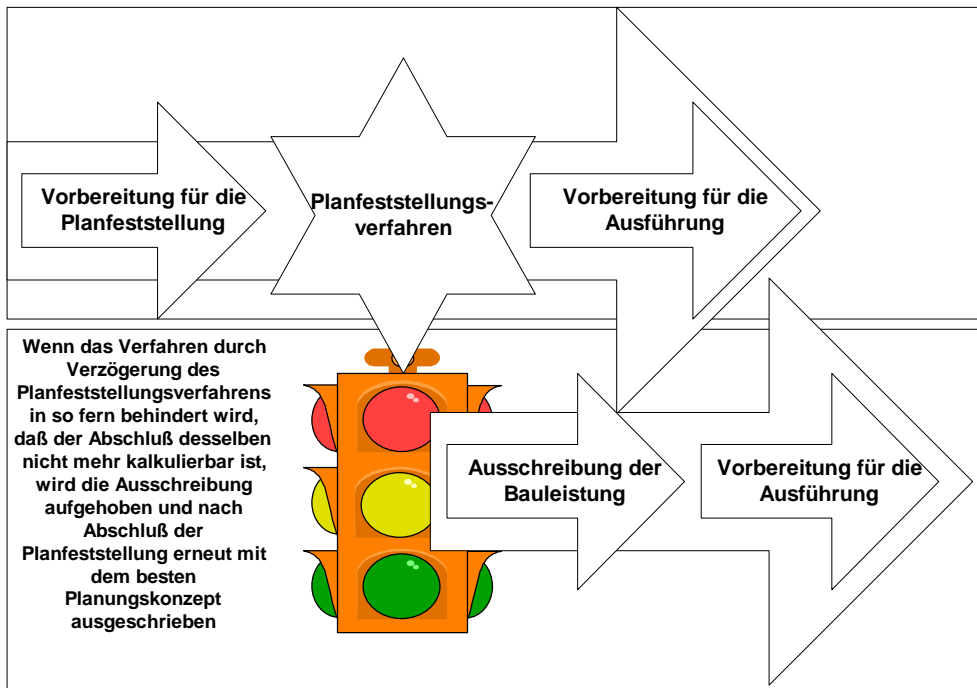 Vorbereitung für die
Planfeststellung
Planfeststellungs-
verfahren
Vorbereitung für die
Ausführung
Wenn das Verfahren durch
Verzögerung des
Planfeststellungsverfahrens
in so fern behindert wird,
daß der Abschluß desselben
nicht mehr kalkulierbar ist,
wird die Ausschreibung
aufgehoben und nach
Abschluß der
Planfeststellung erneut mit
dem besten
Planungskonzept
ausgeschrieben
Ausschreibung der
Bauleistung
Vorbereitung für die
Ausführung